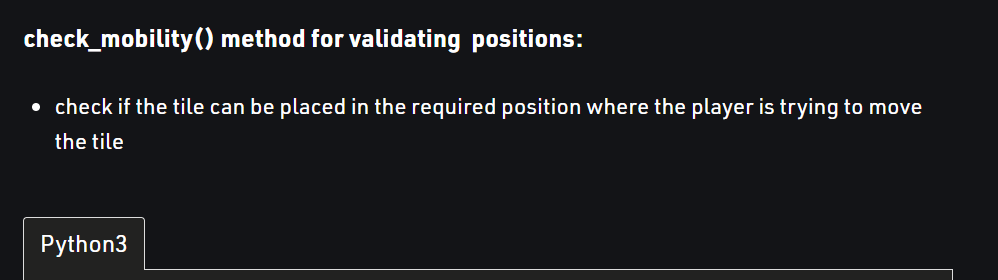 check_mobility() method for validating  positions:
• check if the tile can be placed in the required position where the player is trying to move
the tile
Python3